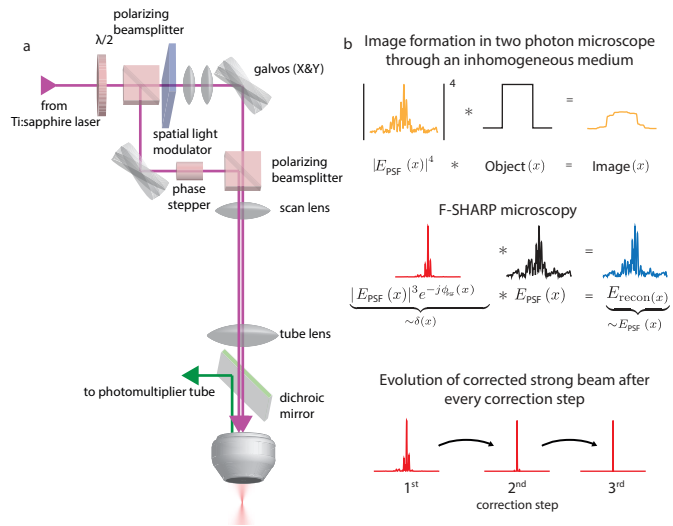 a
λ/2
polarizing
beamsplitter
galvos (X&Y)
from
Ti:sapphire laser
spatial light
modulator
phase
stepper
polarizing
beamsplitter
scan lens
tube lens
to photomultiplier tube
dichroic
mirror
b
Image formation in two photon microscope
through an inhomogeneous medium
4
* =
|E_PSF (x)|^4 * Object(x) = Image(x)
F-SHARP microscopy
* =
|E_PSF (x)|^3 e^{-jϕ_{tw}(x)} * E_PSF (x) = E_recon(x)
~δ(x) ~E_PSF (x)
Evolution of corrected strong beam after
every correction step
1st 2nd 3rd
correction step